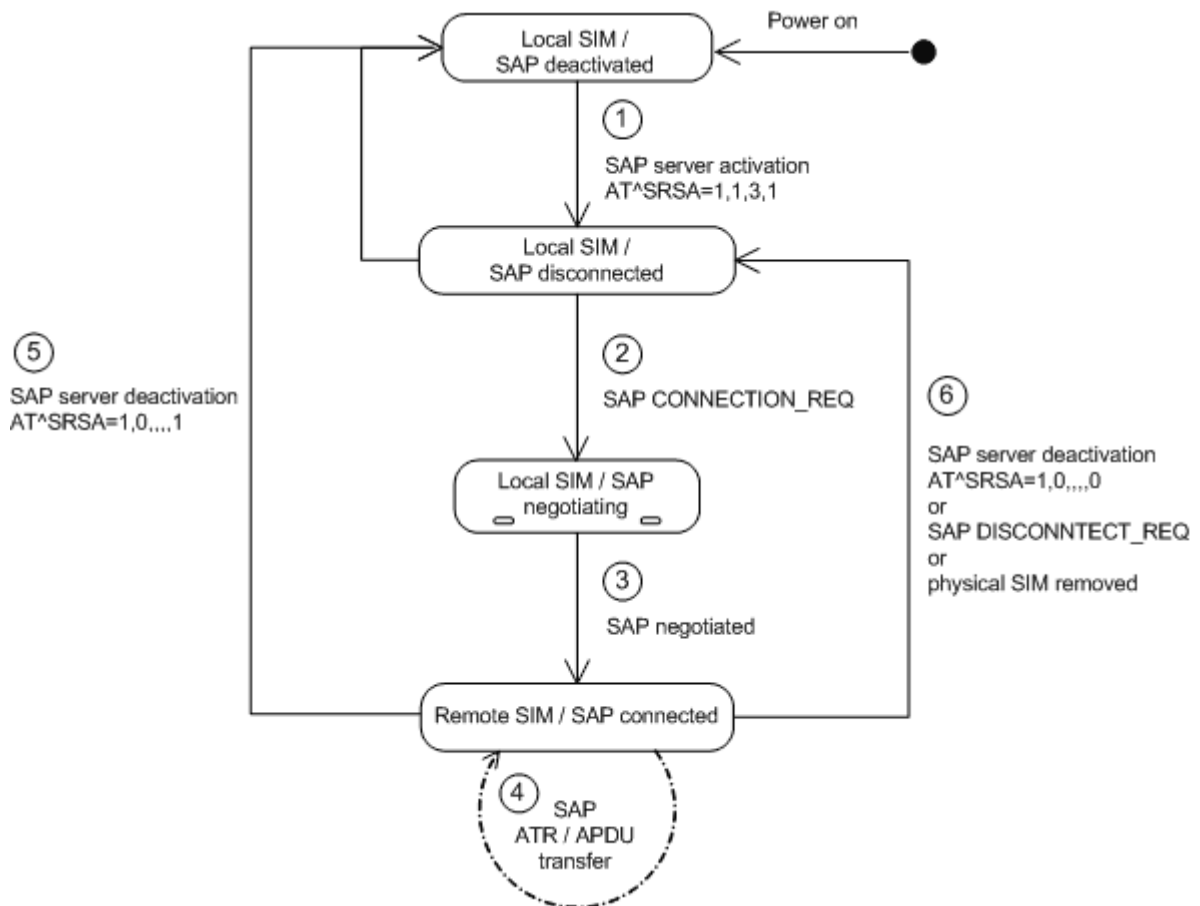 Local SIM /
SAP deactivated
Power on
1
SAP server activation
AT^SRSA=1,1,3,1
Local SIM /
SAP disconnected
5
SAP server deactivation
AT^SRSA=1,0,,,,1
2
SAP CONNECTION_REQ
6
SAP server deactivation
AT^SRSA=1,0,,,,0
or
SAP DISCONNTECT_REQ
or
physical SIM removed
Local SIM / SAP
negotiating
3
SAP negotiated
Remote SIM / SAP connected
4
SAP
ATR / APDU
transfer